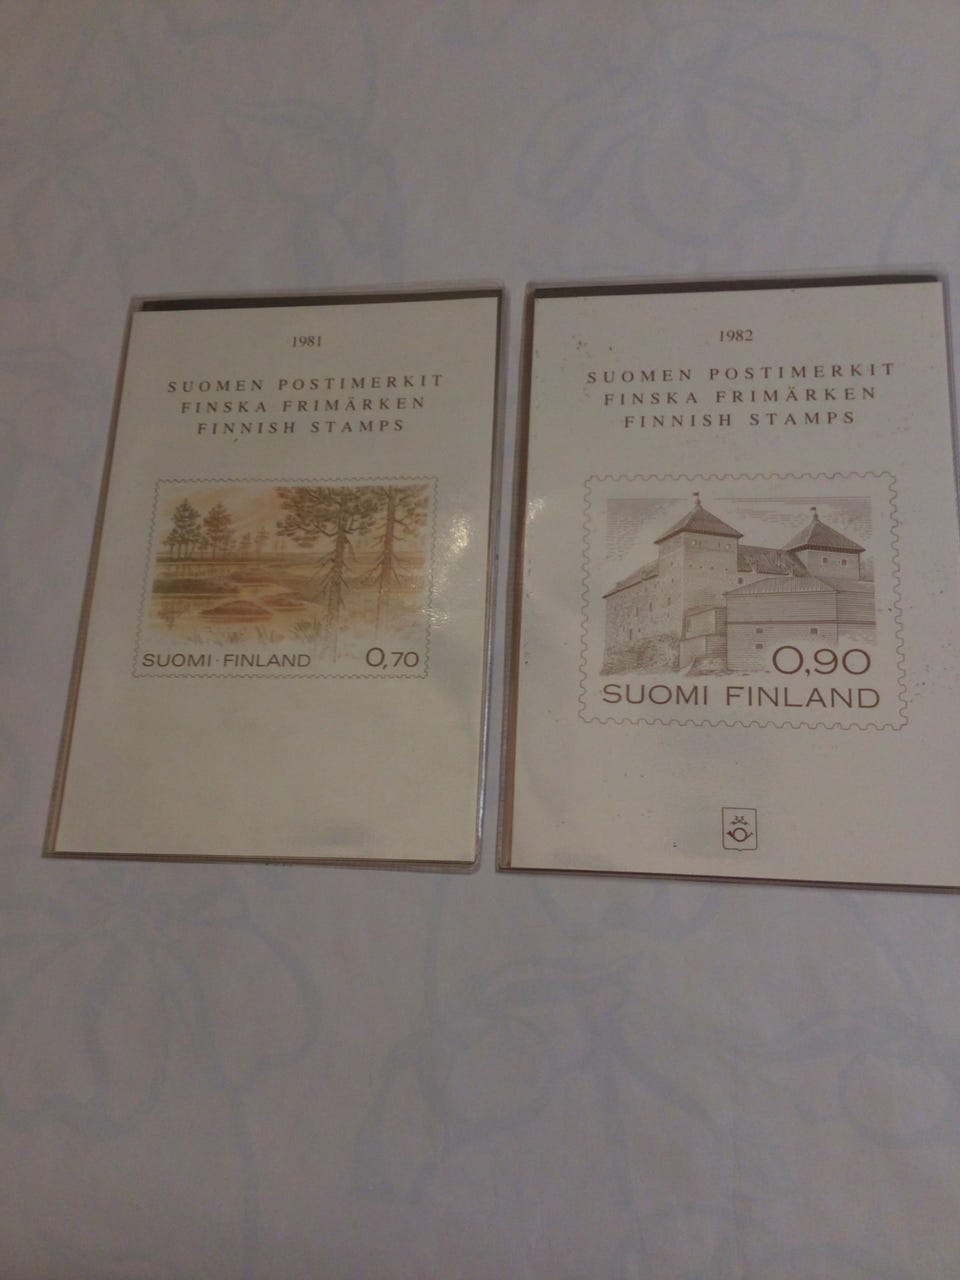 1981
SUOMEN POSTIMERKIT
FINSKA FRIMÄRKEN
FINNISH STAMPS
SUOMI·FINLAND 0,70
1982
SUOMEN POSTIMERKIT
FINSKA FRIMÄRKEN
FINNISH STAMPS
0,90
SUOMI FINLAND